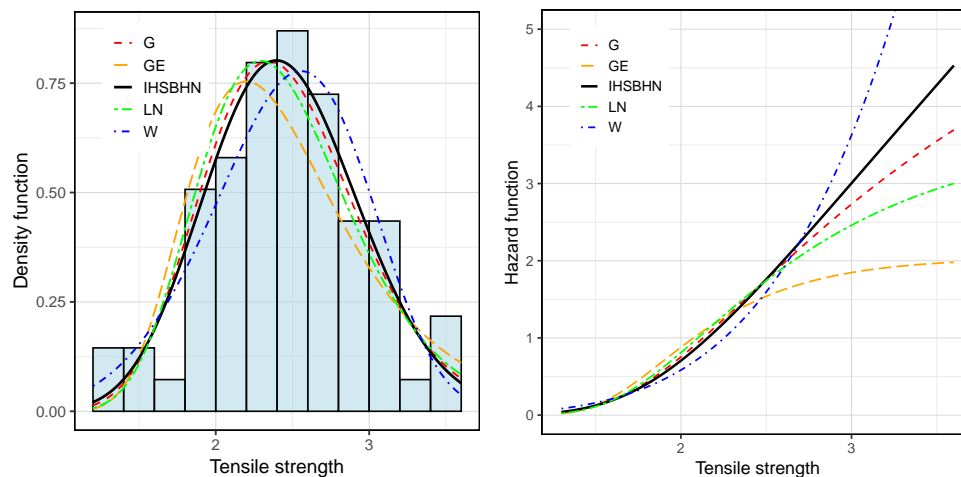 G
GE
IHSBHN
LN
W
0.75
0.50
0.25
0.00
Density function
2
3
Tensile strength
G
GE
IHSBHN
LN
W
5
4
3
2
1
0
Hazard function
2
3
Tensile strength